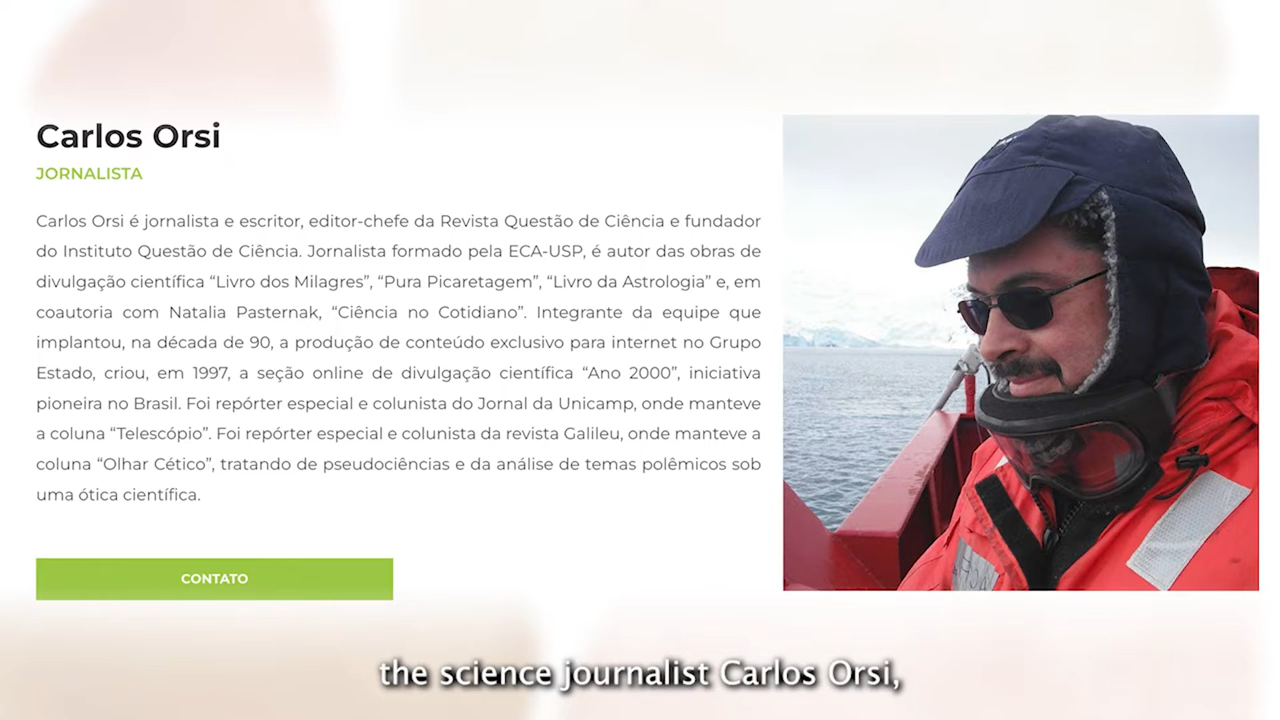 Carlos Orsi
JORNALISTA
Carlos Orsi é jornalista e escritor, editor-chefe da Revista Questão de Ciência e fundador
do Instituto Questão de Ciência. Jornalista formado pela ECA-USP, é autor das obras de
divulgação científica “Livro dos Milagres”, “Pura Picaretagem”, “Livro da Astrologia” e, em
coautoria com Natalia Pasternak, “Ciência no Cotidiano”. Integrante da equipe que
implantou, na década de 90, a produção de conteúdo exclusivo para internet no Grupo
Estado, criou, em 1997, a seção online de divulgação científica “Ano 2000”, iniciativa
pioneira no Brasil. Foi repórter especial e colunista do Jornal da Unicamp, onde manteve
a coluna “Telescópio”. Foi repórter especial e colunista da revista Galileu, onde manteve a
coluna “Olhar Cético”, tratando de pseudociências e da análise de temas polêmicos sob
uma ótica científica.
CONTATO
the science journalist Carlos Orsi,